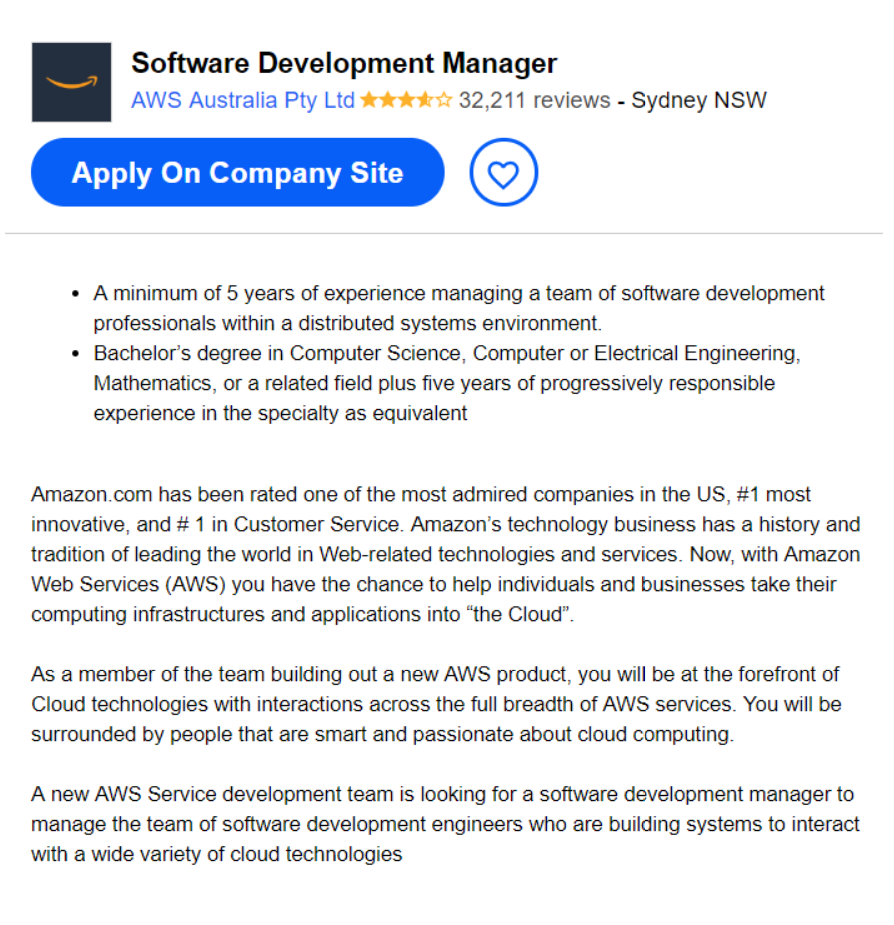 Software Development Manager
AWS Australia Pty Ltd 32,211 reviews - Sydney NSW
Apply On Company Site
• A minimum of 5 years of experience managing a team of software development
professionals within a distributed systems environment.
• Bachelor’s degree in Computer Science, Computer or Electrical Engineering,
Mathematics, or a related field plus five years of progressively responsible
experience in the specialty as equivalent
Amazon.com has been rated one of the most admired companies in the US, #1 most
innovative, and # 1 in Customer Service. Amazon’s technology business has a history and
tradition of leading the world in Web-related technologies and services. Now, with Amazon
Web Services (AWS) you have the chance to help individuals and businesses take their
computing infrastructures and applications into “the Cloud”.
As a member of the team building out a new AWS product, you will be at the forefront of
Cloud technologies with interactions across the full breadth of AWS services. You will be
surrounded by people that are smart and passionate about cloud computing.
A new AWS Service development team is looking for a software development manager to
manage the team of software development engineers who are building systems to interact
with a wide variety of cloud technologies